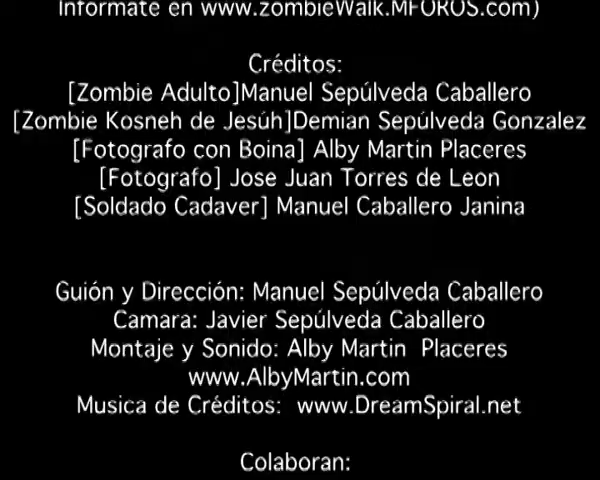 Informate en www.zombieWalk.MFOROS.com)
Créditos:
[Zombie Adulto]Manuel Sepúlveda Caballero
[Zombie Kosneh de Jesúh]Demian Sepúlveda Gonzalez
[Fotografo con Boina] Alby Martin Placeres
[Fotografo] Jose Juan Torres de Leon
[Soldado Cadaver] Manuel Caballero Janina
Guión y Dirección: Manuel Sepúlveda Caballero
Camara: Javier Sepúlveda Caballero
Montaje y Sonido: Alby Martin Placeres
www.AlbyMartin.com
Musica de Créditos: www.DreamSpiral.net
Colaboran: